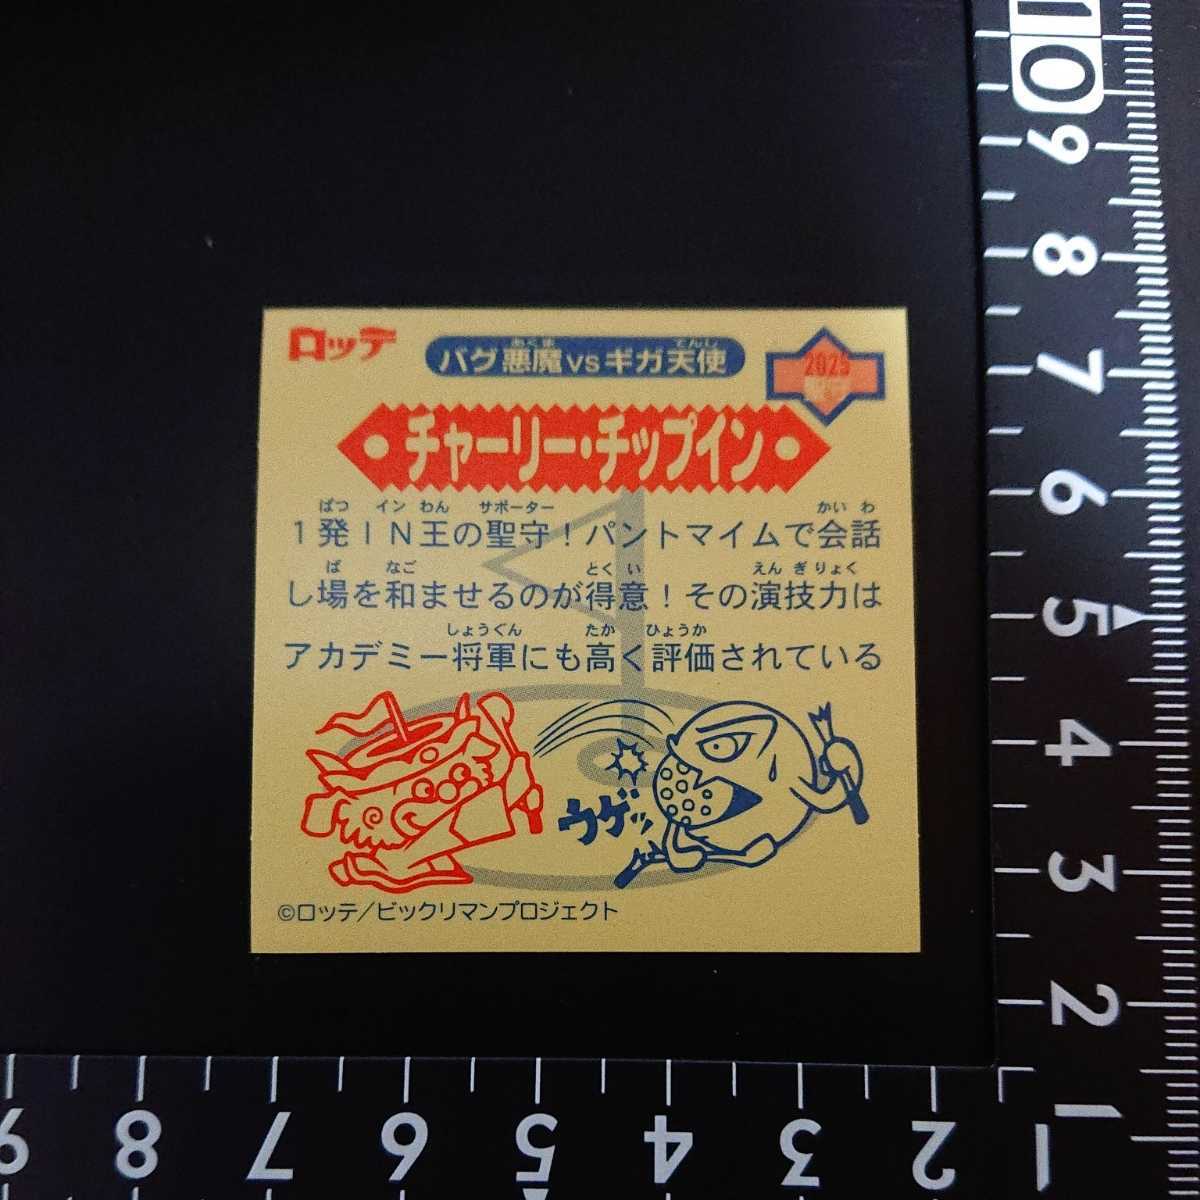 ロッテ
バグ悪魔vsギガ天使
あくま
てんし
2025
チャーリー・チップイン
ばつ イン わん サポーター かい わ
1発IN王の聖守！パントマイムで会話
ば なご とく い えん ぎりょく
し場を和ませるのが得意！その演技力は
しょうぐん たか ひょうか
アカデミー将軍にも高く評価されている
ウゲッ
©ロッテ/ビックリマンプロジェクト
10
9
8
7
6
5
4
3
2
1
9 8 7 6 5 4 3 2 1